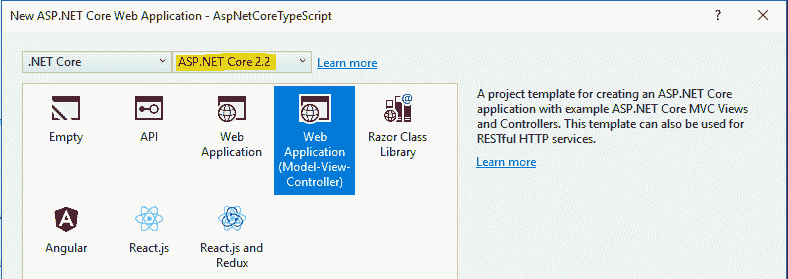 New ASP.NET Core Web Application - AspNetCoreTypeScript
? ×
.NET Core ASP.NET Core 2.2 Learn more
Empty
API
Web
Application
Web
Application
(Model-View-
Controller)
Razor Class
Library
Angular
React.js
React.js and
Redux
A project template for creating an ASP.NET Core
application with example ASP.NET Core MVC Views
and Controllers. This template can also be used for
RESTful HTTP services.
Learn more